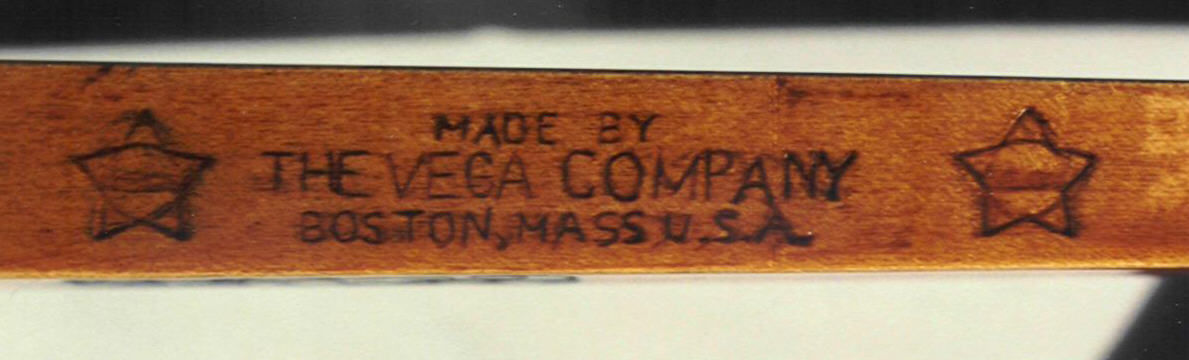 MADE BY
THE VEGA COMPANY
BOSTON, MASS U.S.A.